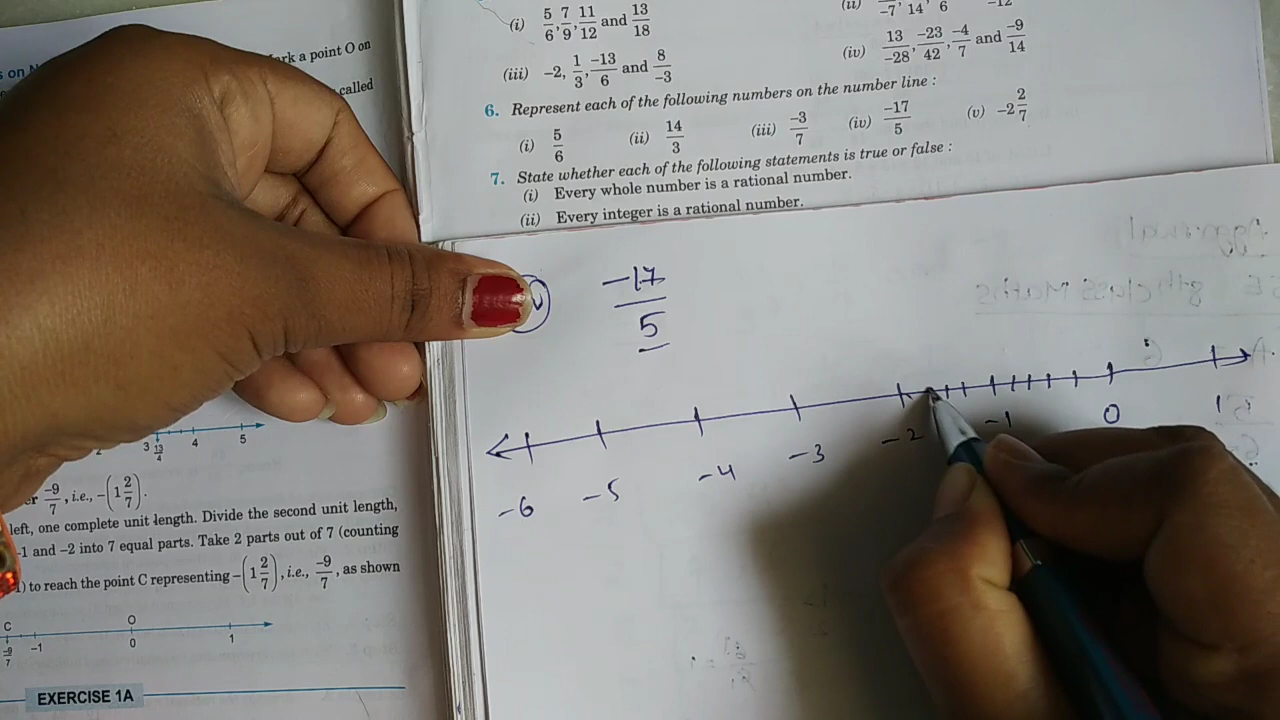 (i) 5/6, 7/9, 11/12 and 13/18
(ii) -7, 14, 6 -12
(iii) –2, 1/3, –13/6 and 8/–3
(iv) 13/–28, –23/42, –4/7 and –9/14
6. Represent each of the following numbers on the number line :
(i) 5/6 (ii) 14/3 (iii) –3/7 (iv) –17/5 (v) –2 2/7
7. State whether each of the following statements is true or false :
(i) Every whole number is a rational number.
(ii) Every integer is a rational number.
a point O on
called
3 13/4 4 5
–9/7, i.e., –(1 2/7).
left, one complete unit length. Divide the second unit length,
–1 and –2 into 7 equal parts. Take 2 parts out of 7 (counting
to reach the point C representing –(1 2/7), i.e., –9/7, as shown
C O
–9/7 –1 0 1
EXERCISE 1A
–17/5
–6 –5 –4 –3 –2 –1 0 1